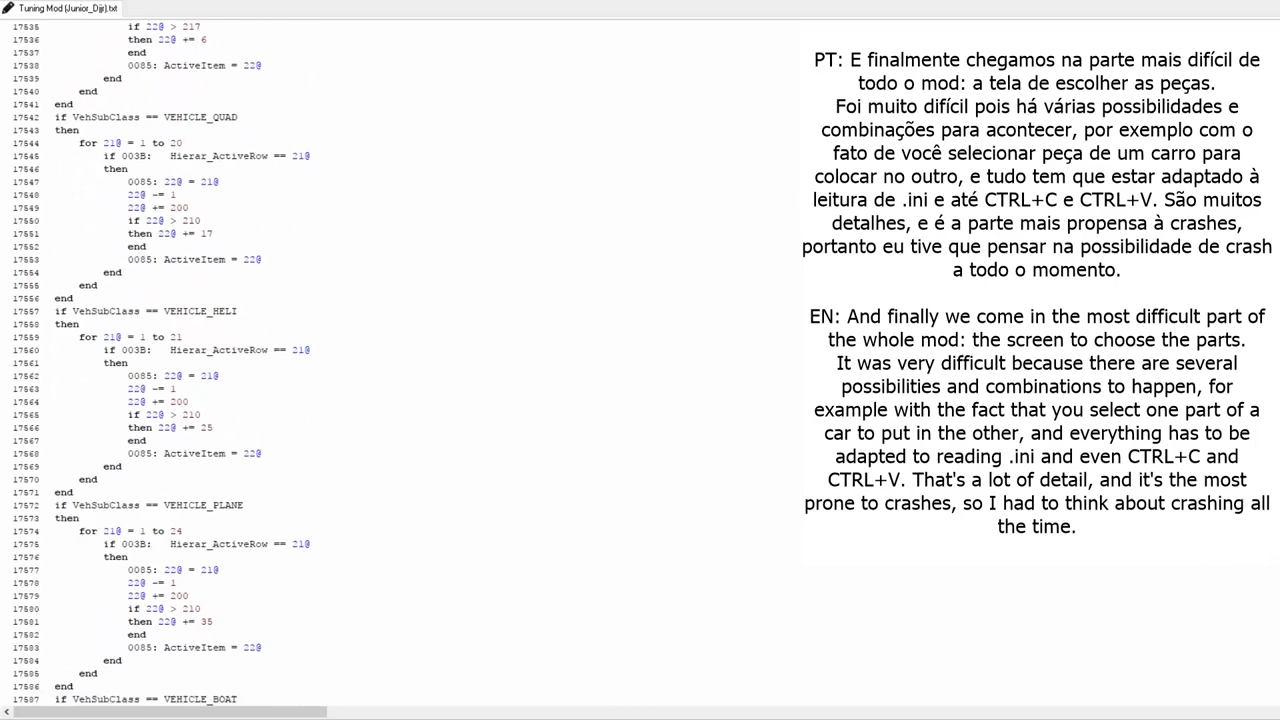 Tuning Mod (Junior_Djjr).txt
17535 if 22@ > 217
17536 then 22@ += 6
17537 end
17538 0085: ActiveItem = 22@
17539 end
17540 end
17541 end
17542 if VehSubClass == VEHICLE_QUAD
17543 then
17544 for 21@ = 1 to 20
17545 if 003B: Hierar_ActiveRow == 21@
17546 then
17547 0085: 22@ = 21@
17548 22@ -= 1
17549 22@ += 200
17550 if 22@ > 210
17551 then 22@ += 17
17552 end
17553 0085: ActiveItem = 22@
17554 end
17555 end
17556 end
17557 if VehSubClass == VEHICLE_HELI
17558 then
17559 for 21@ = 1 to 21
17560 if 003B: Hierar_ActiveRow == 21@
17561 then
17562 0085: 22@ = 21@
17563 22@ -= 1
17564 22@ += 200
17565 if 22@ > 210
17566 then 22@ += 25
17567 end
17568 0085: ActiveItem = 22@
17569 end
17570 end
17571 end
17572 if VehSubClass == VEHICLE_PLANE
17573 then
17574 for 21@ = 1 to 24
17575 if 003B: Hierar_ActiveRow == 21@
17576 then
17577 0085: 22@ = 21@
17578 22@ -= 1
17579 22@ += 200
17580 if 22@ > 210
17581 then 22@ += 35
17582 end
17583 0085: ActiveItem = 22@
17584 end
17585 end
17586 end
17587 if VehSubClass == VEHICLE_BOAT
PT: E finalmente chegamos na parte mais difícil de
todo o mod: a tela de escolher as peças.
Foi muito difícil pois há várias possibilidades e
combinações para acontecer, por exemplo com o
fato de você selecionar peça de um carro para
colocar no outro, e tudo tem que estar adaptado à
leitura de .ini e até CTRL+C e CTRL+V. São muitos
detalhes, e é a parte mais propensa à crashes,
portanto eu tive que pensar na possibilidade de crash
a todo o momento.
EN: And finally we come in the most difficult part of
the whole mod: the screen to choose the parts.
It was very difficult because there are several
possibilities and combinations to happen, for
example with the fact that you select one part of a
car to put in the other, and everything has to be
adapted to reading .ini and even CTRL+C and
CTRL+V. That's a lot of detail, and it's the most
prone to crashes, so I had to think about crashing all
the time.